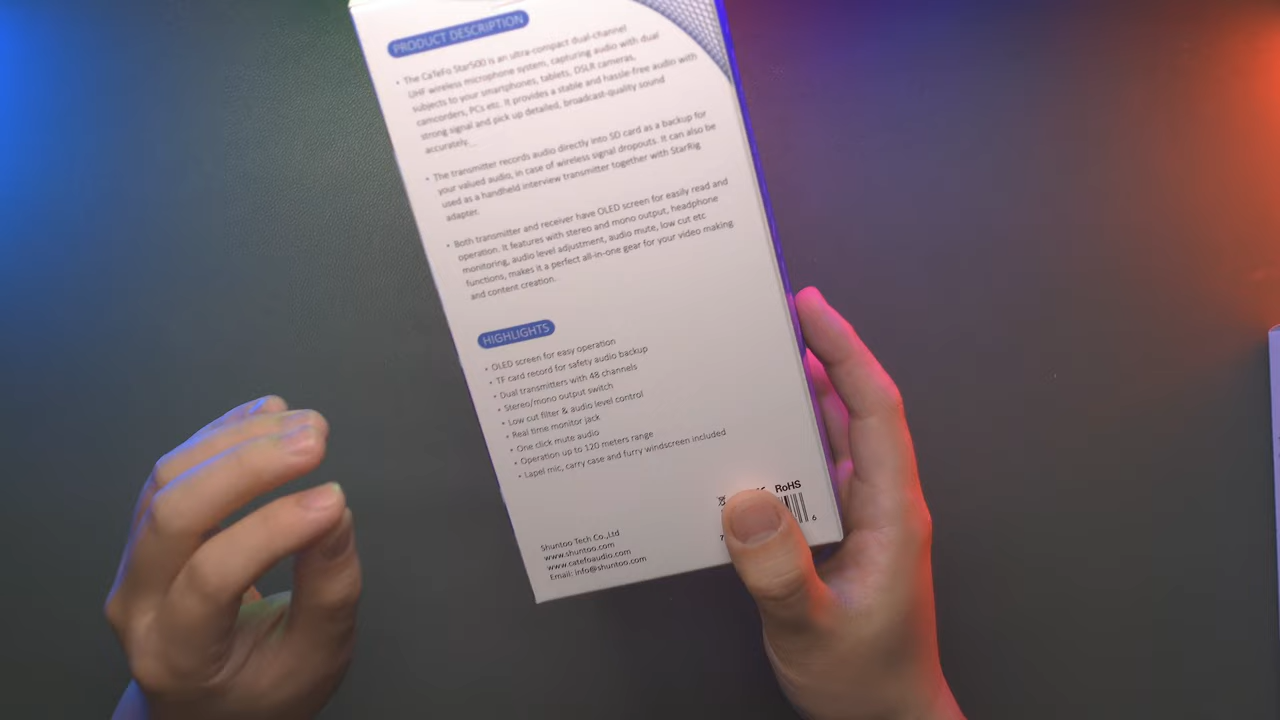 PRODUCT DESCRIPTION
• The CaTeFo Star500 is an ultra-compact dual-channel
UHF wireless microphone system, capturing audio with dual
subjects to your smartphones, tablets, DSLR cameras,
camcorders, PCs etc. It provides a stable and hassle-free audio with
strong signal and pick up detailed, broadcast-quality sound
accurately.
• The transmitter records audio directly into SD card as a backup for
your valued audio, in case of wireless signal dropouts. It can also be
used as a handheld interview transmitter together with StarRig
adapter.
• Both transmitter and receiver have OLED screen for easily read and
operation. It features with stereo and mono output, headphone
monitoring, audio level adjustment, audio mute, low cut etc
functions, makes it a perfect all-in-one gear for your video making
and content creation.
HIGHLIGHTS
• OLED screen for easy operation
• TF card record for safety audio backup
• Dual transmitters with 48 channels
• Stereo/mono output switch
• Low cut filter & audio level control
• Real time monitor jack
• One click mute audio
• Operation up to 120 meters range
• Lapel mic, carry case and furry windscreen included
RoHS
7 6
Shuntoo Tech Co.,Ltd
www.shuntoo.com
www.catefoaudio.com
Email: info@shuntoo.com